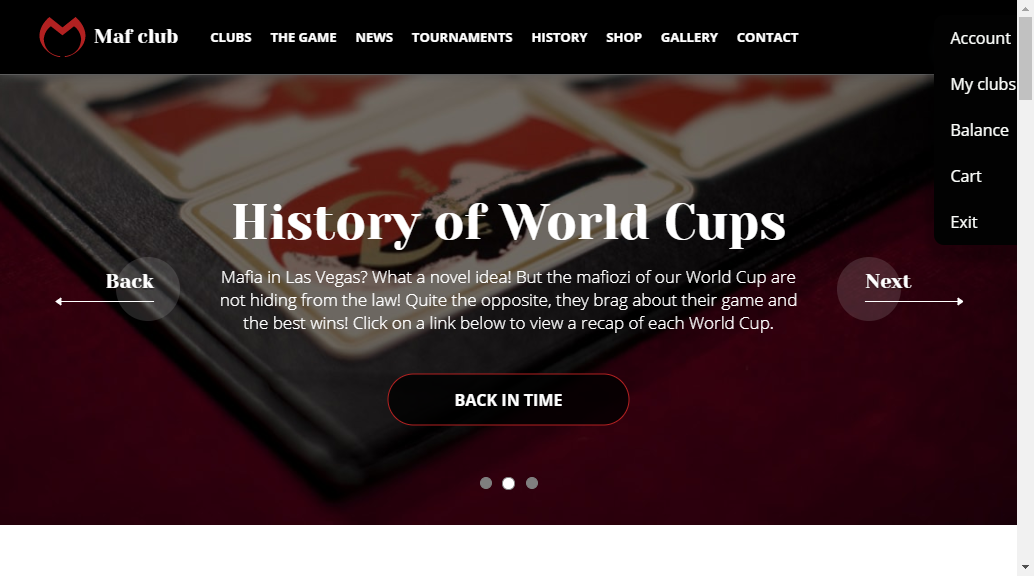 Maf club
CLUBS THE GAME NEWS TOURNAMENTS HISTORY SHOP GALLERY CONTACT
Account
My clubs
Balance
Cart
Exit
History of World Cups
Mafia in Las Vegas? What a novel idea! But the mafiozi of our World Cup are
not hiding from the law! Quite the opposite, they brag about their game and
the best wins! Click on a link below to view a recap of each World Cup.
Back
Next
BACK IN TIME